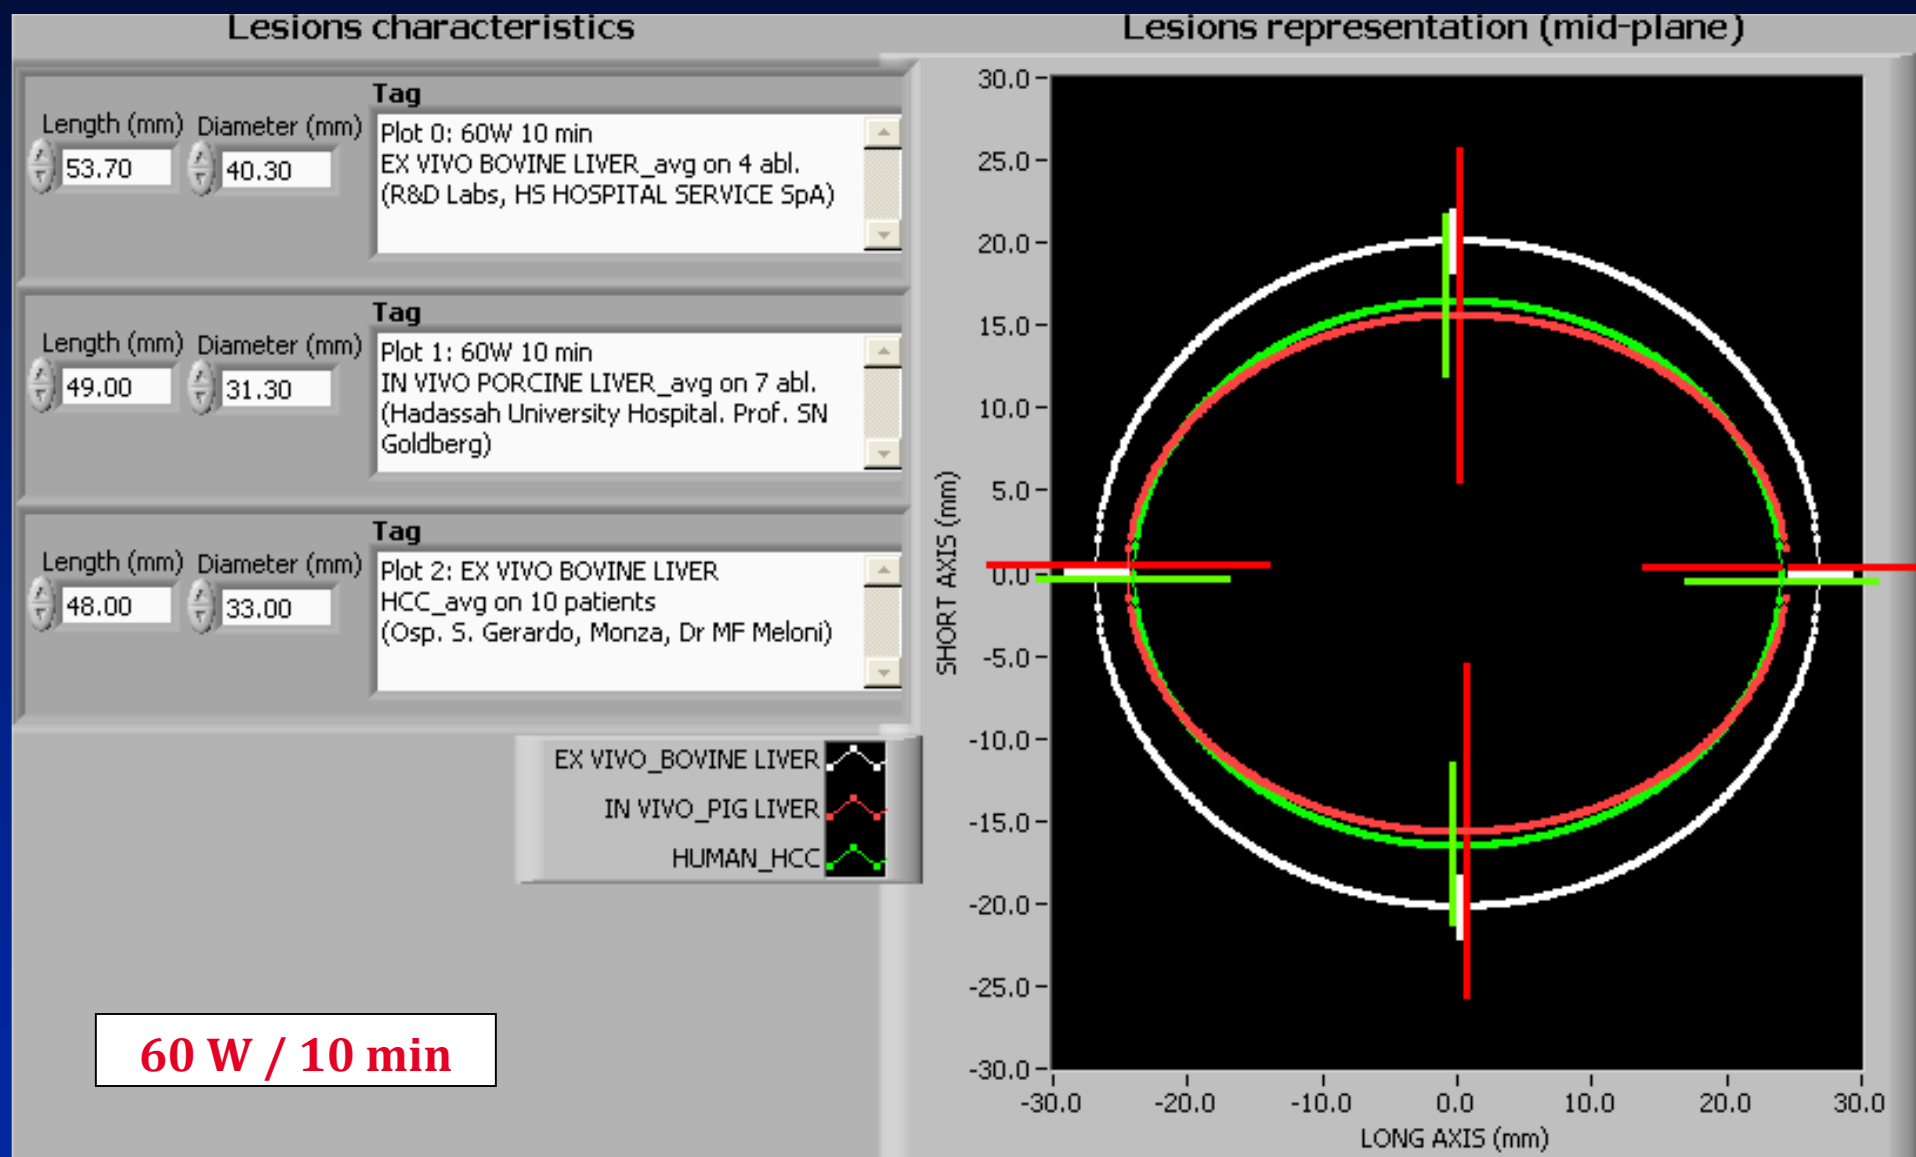 Lesions characteristics
Length (mm) Diameter (mm)
53.70 40.30
Tag
Plot 0: 60W 10 min
EX VIVO BOVINE LIVER_avg on 4 abl.
(R&D Labs, HS HOSPITAL SERVICE SpA)
Length (mm) Diameter (mm)
49.00 31.30
Tag
Plot 1: 60W 10 min
IN VIVO PORCINE LIVER_avg on 7 abl.
(Hadassah University Hospital. Prof. SN
Goldberg)
Length (mm) Diameter (mm)
48.00 33.00
Tag
Plot 2: EX VIVO BOVINE LIVER
HCC_avg on 10 patients
(Osp. S. Gerardo, Monza, Dr MF Meloni)
EX VIVO_BOVINE LIVER
IN VIVO_PIG LIVER
HUMAN_HCC
60 W / 10 min
Lesions representation (mid-plane)
30.0
25.0
20.0
15.0
10.0
5.0
0.0
-5.0
-10.0
-15.0
-20.0
-25.0
-30.0
SHORT AXIS (mm)
-30.0 -20.0 -10.0 0.0 10.0 20.0 30.0
LONG AXIS (mm)